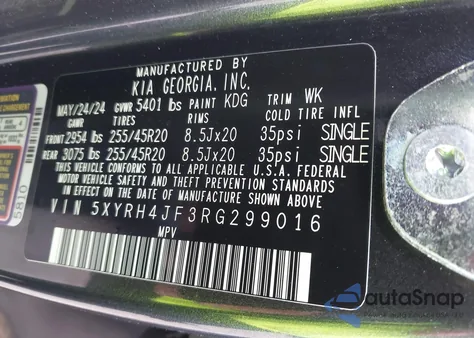 MANUFACTURED BY
KIA GEORGIA, INC.
MAY/24/24 GVWR 5401 lbs PAINT KDG TRIM WK
GAWR TIRES RIMS COLD TIRE INFL
FRONT 2954 lbs 255/45R20 8.5Jx20 35psi SINGLE
REAR 3075 lbs 255/45R20 8.5Jx20 35psi SINGLE
THIS VEHICLE CONFORMS TO ALL APPLICABLE U.S.A. FEDERAL
MOTOR VEHICLE SAFETY AND THEFT PREVENTION STANDARDS
IN EFFECT ON THE DATE OF MANUFACTURE SHOWN ABOVE
VIN 5XYRH4JF3RG299016
MPV
5810
autoSnap